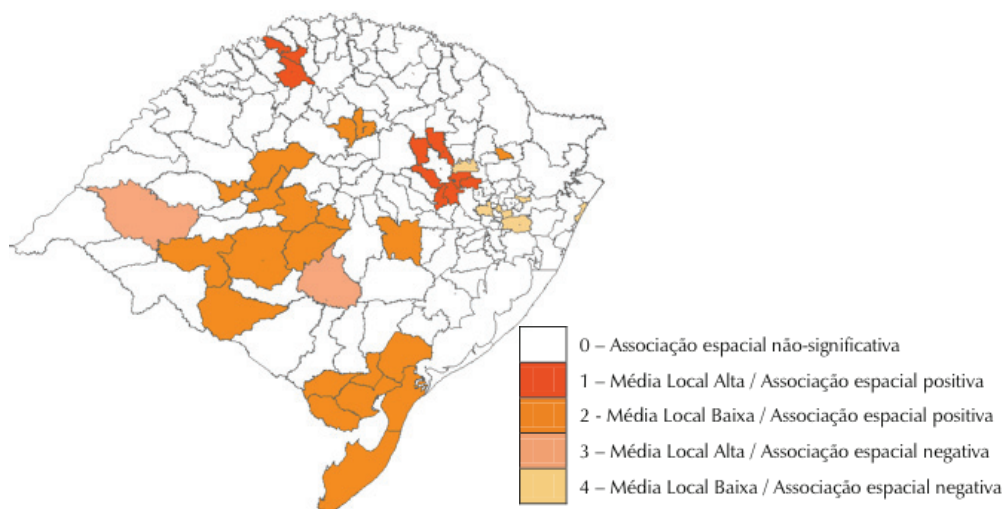 0 – Associação espacial não-significativa
1 – Média Local Alta / Associação espacial positiva
2 - Média Local Baixa / Associação espacial positiva
3 – Média Local Alta / Associação espacial negativa
4 – Média Local Baixa / Associação espacial negativa